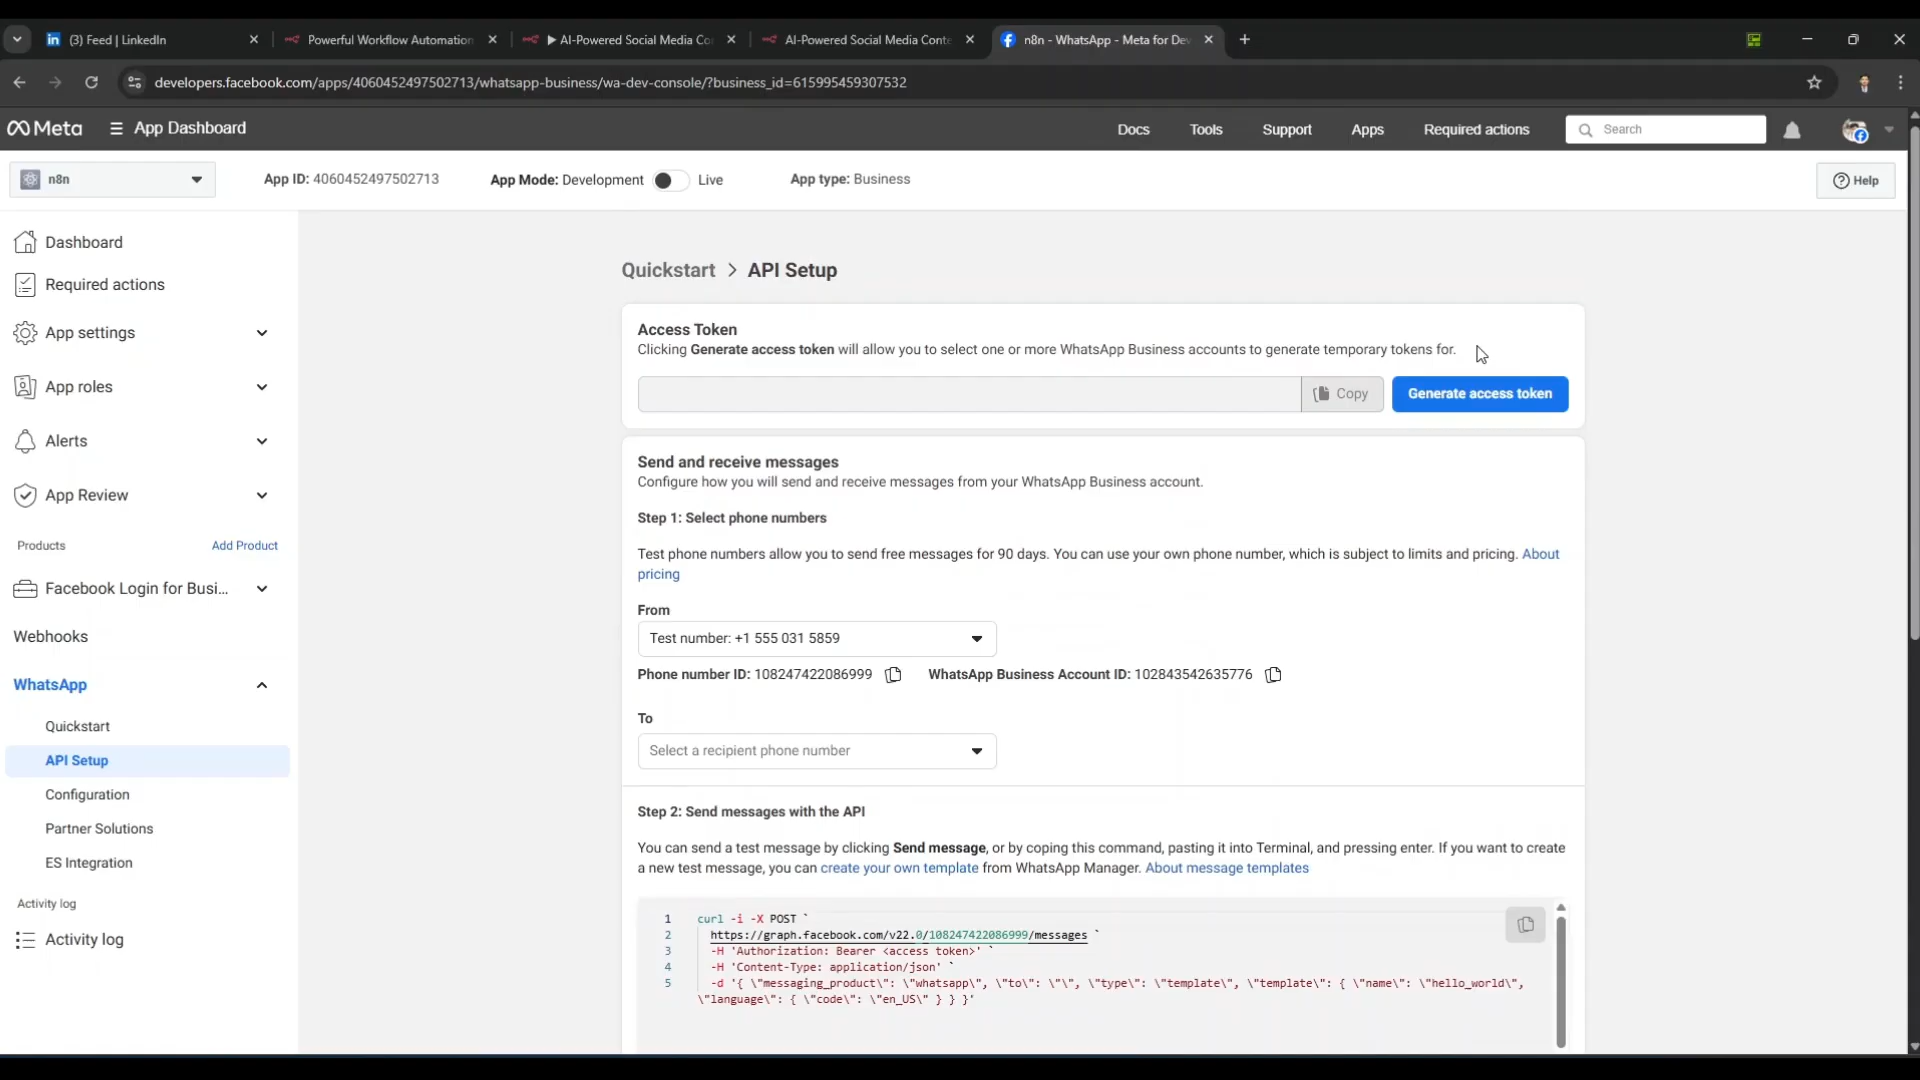 (3) Feed | LinkedIn
Powerful Workflow Automation
▶ AI-Powered Social Media Co
AI-Powered Social Media Conte
n8n - WhatsApp - Meta for Dev
developers.facebook.com/apps/4060452497502713/whatsapp-business/wa-dev-console/?business_id=615995459307532
Meta
App Dashboard
Docs
Tools
Support
Apps
Required actions
Search
n8n
App ID: 4060452497502713
App Mode: Development
Live
App type: Business
Help
Dashboard
Required actions
App settings
App roles
Alerts
App Review
Products
Add Product
Facebook Login for Busi...
Webhooks
WhatsApp
Quickstart
API Setup
Configuration
Partner Solutions
ES Integration
Activity log
Activity log
Quickstart > API Setup
Access Token
Clicking Generate access token will allow you to select one or more WhatsApp Business accounts to generate temporary tokens for.
Copy
Generate access token
Send and receive messages
Configure how you will send and receive messages from your WhatsApp Business account.
Step 1: Select phone numbers
Test phone numbers allow you to send free messages for 90 days. You can use your own phone number, which is subject to limits and pricing. About
pricing
From
Test number: +1 555 031 5859
Phone number ID: 108247422086999
WhatsApp Business Account ID: 102843542635776
To
Select a recipient phone number
Step 2: Send messages with the API
You can send a test message by clicking Send message, or by coping this command, pasting it into Terminal, and pressing enter. If you want to create
a new test message, you can create your own template from WhatsApp Manager. About message templates
1 curl -i -X POST `
2 https://graph.facebook.com/v22.0/108247422086999/messages `
3 -H 'Authorization: Bearer <access token>' `
4 -H 'Content-Type: application/json' `
5 -d '{ \"messaging_product\": \"whatsapp\", \"to\": \"\", \"type\": \"template\", \"template\": { \"name\": \"hello_world\",
\"language\": { \"code\": \"en_US\" } } }'